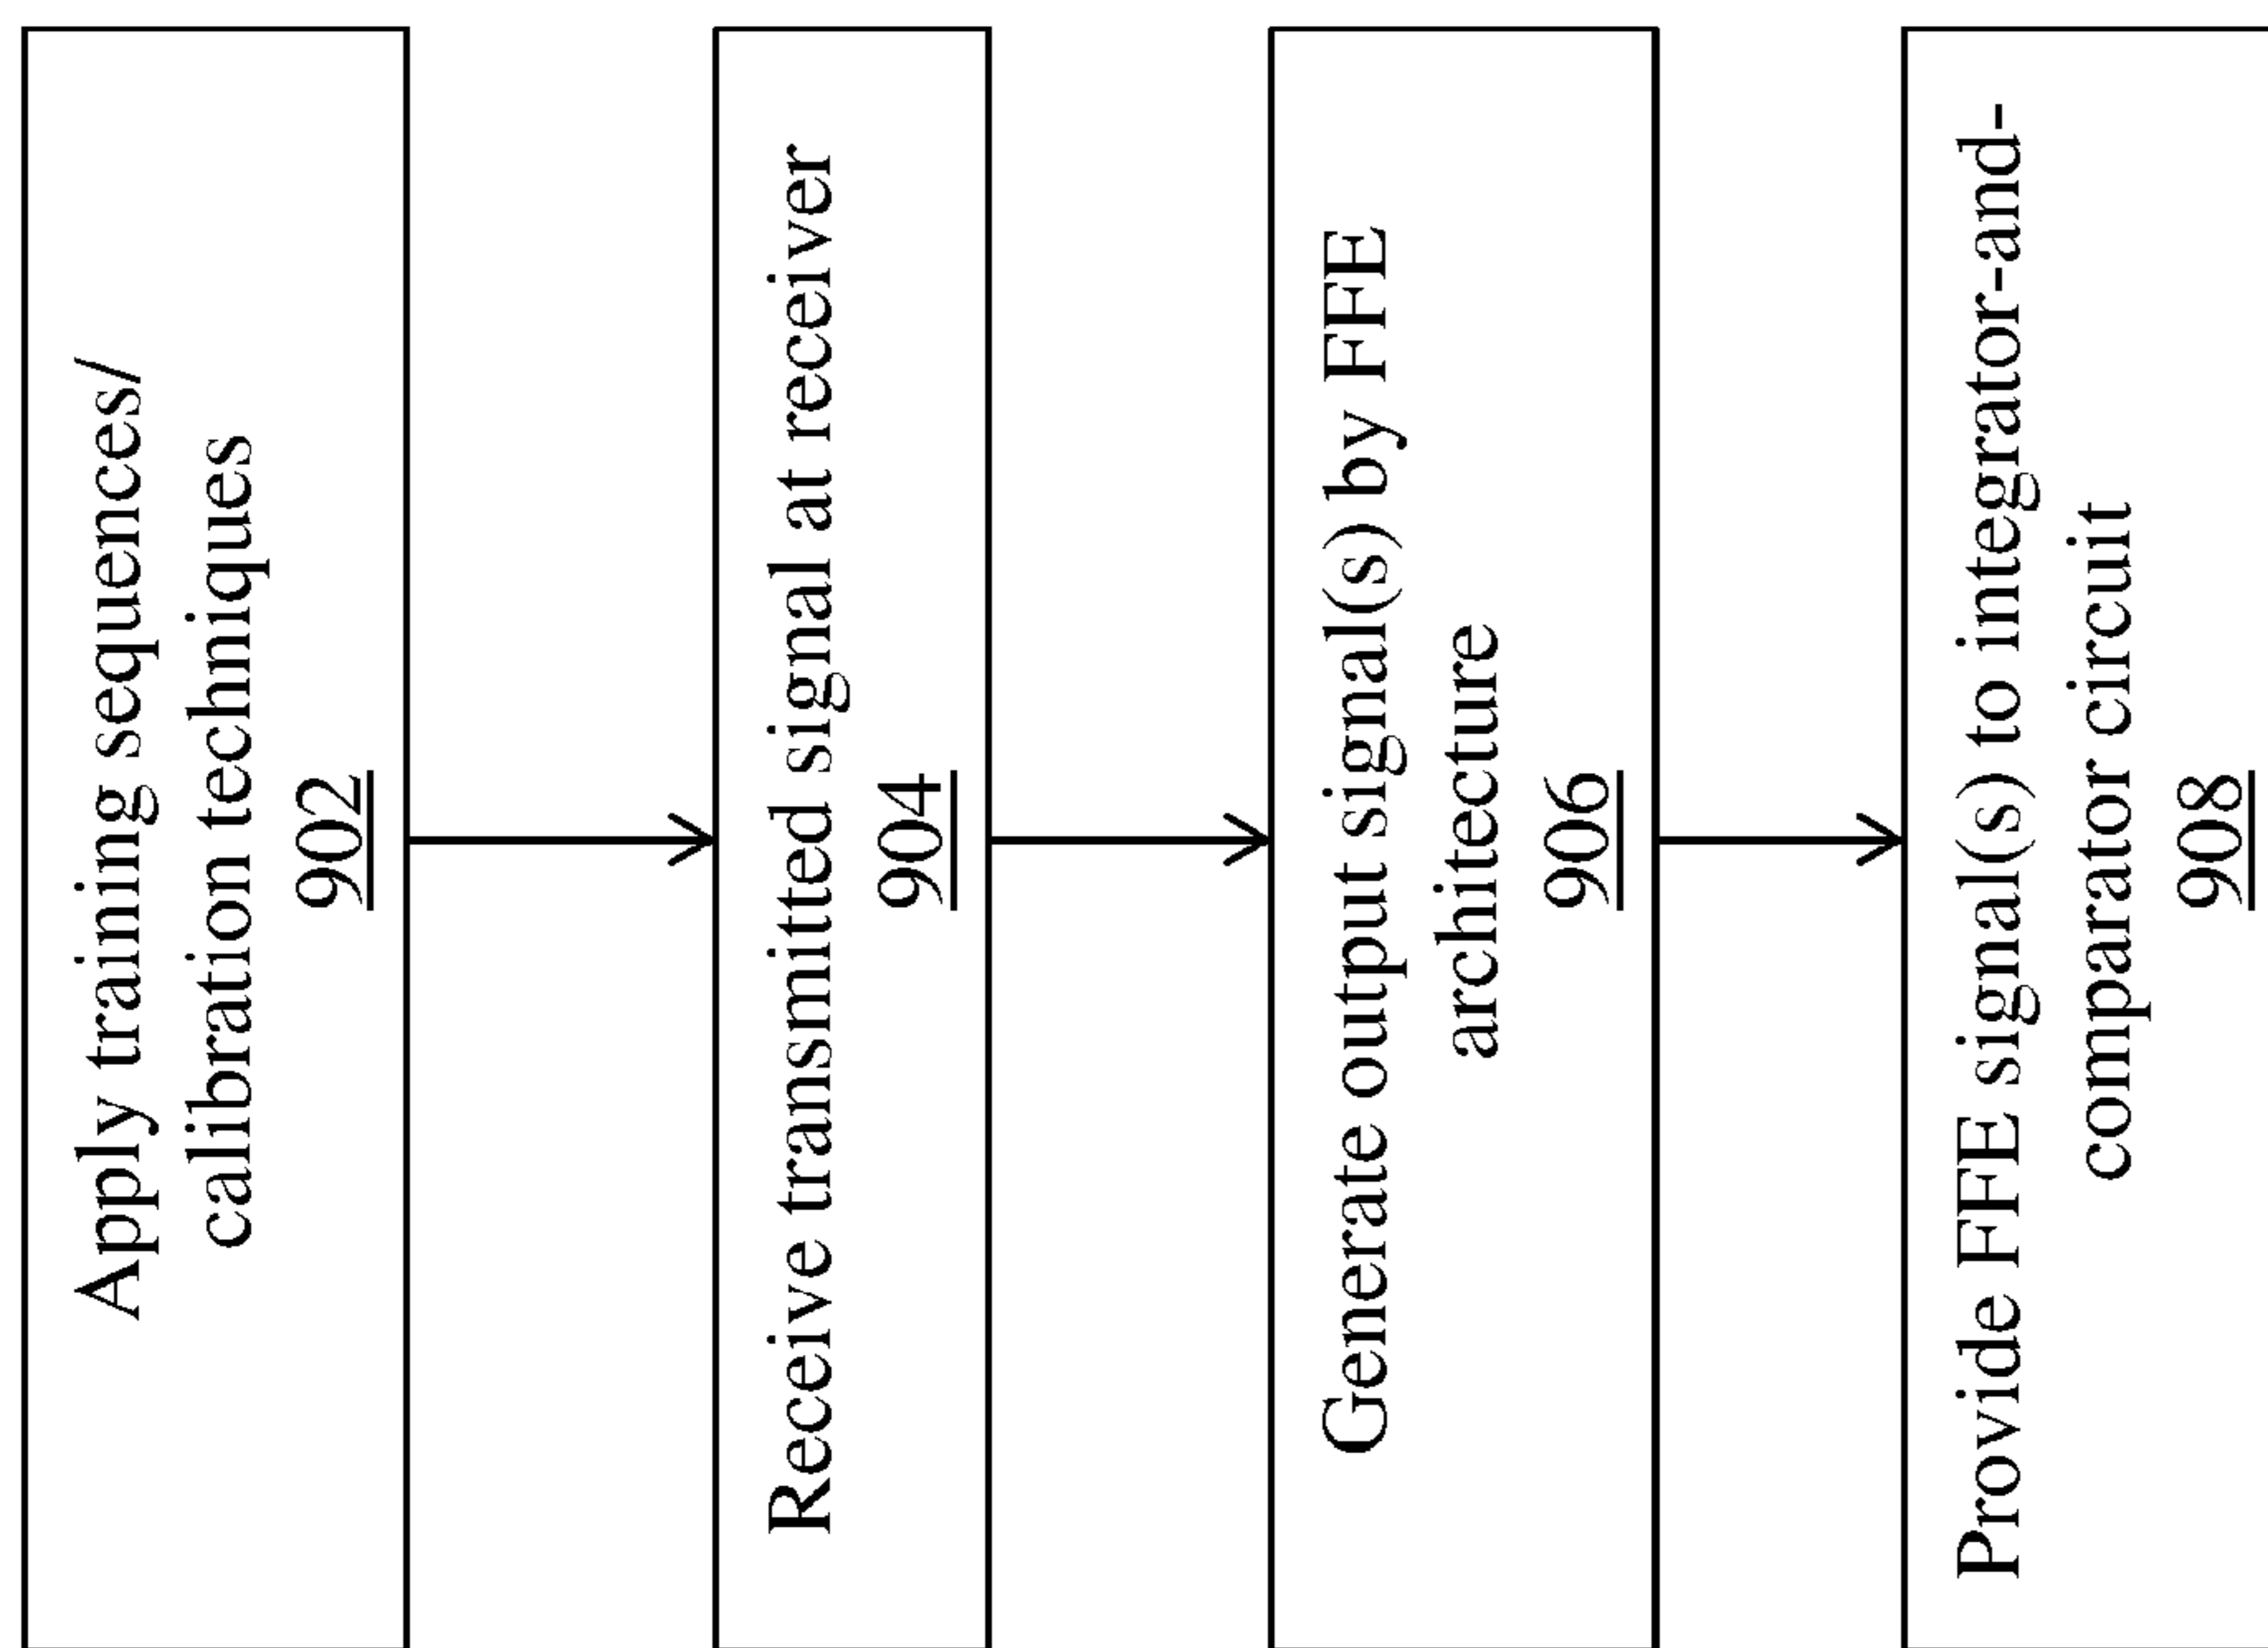 Apply training sequences/
calibration techniques
902
Receive transmitted signal at receiver
904
Generate output signal(s) by FFE
architecture
906
Provide FFE signal(s) to integrator-and-
comparator circuit
908